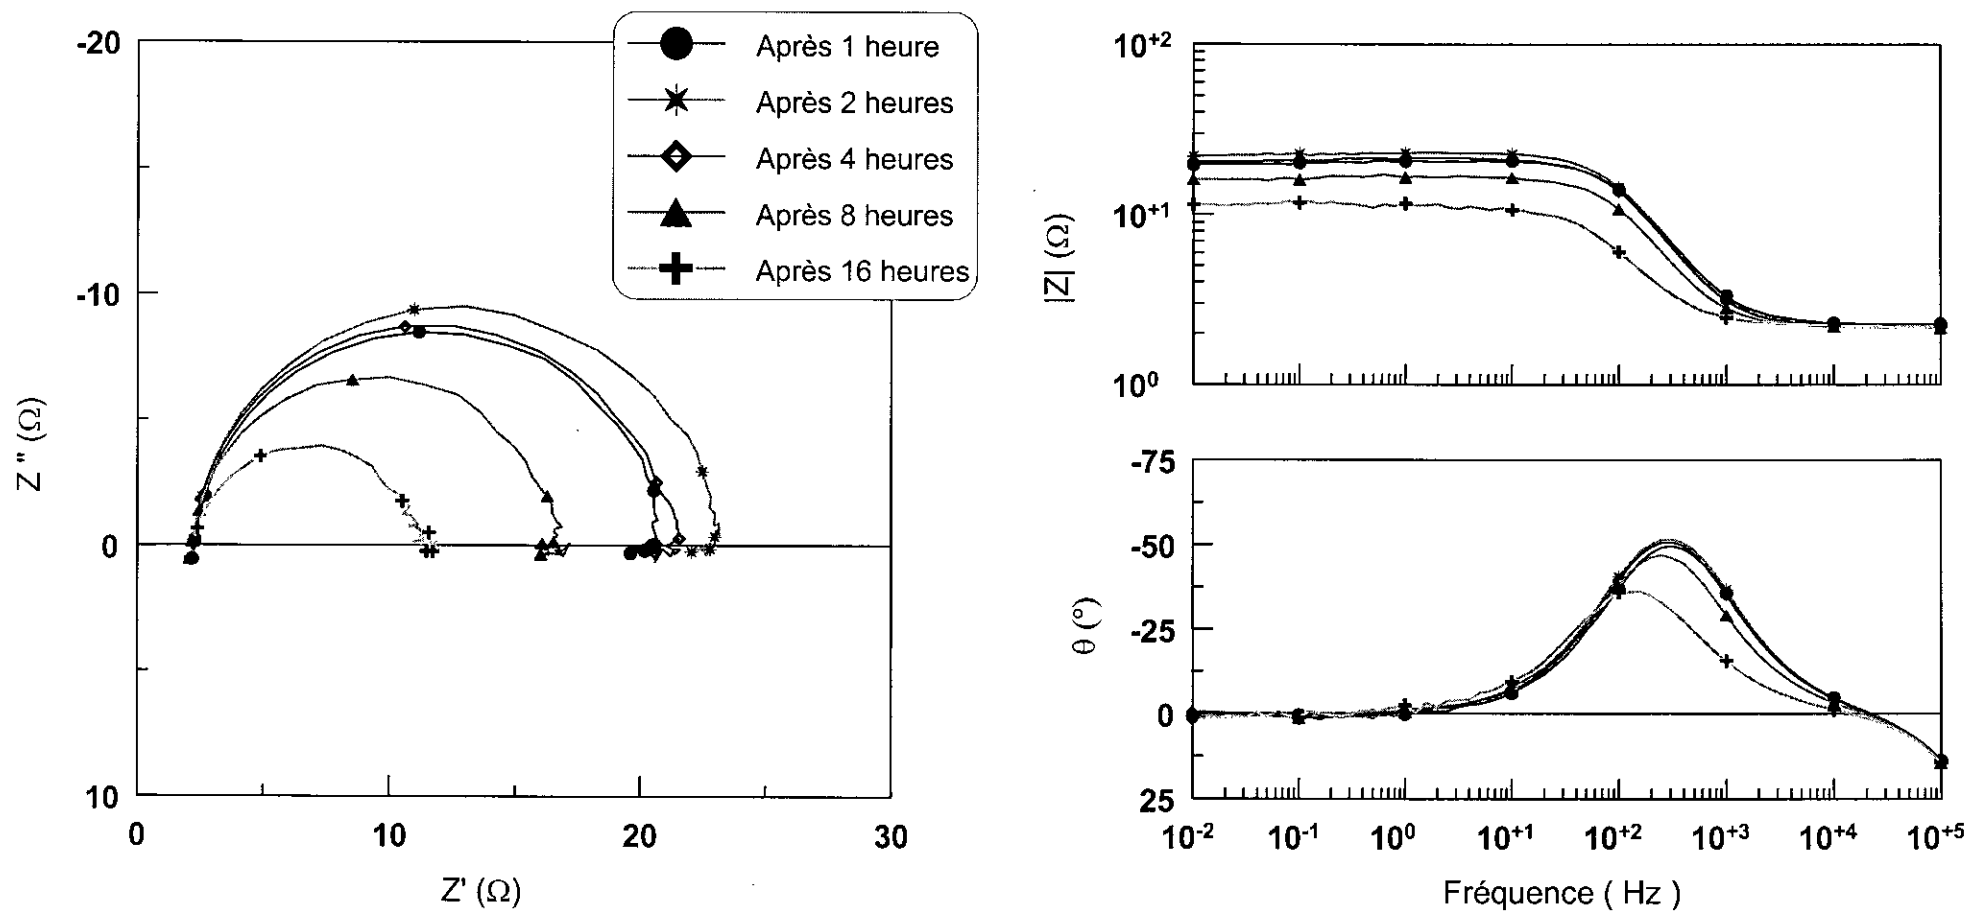 Après 1 heure
Après 2 heures
Après 4 heures
Après 8 heures
Après 16 heures
-20
-10
0
10
Z " (Ω)
0
10
20
30
Z' (Ω)
10⁺²
10⁺¹
10⁰
|Z| (Ω)
-75
-50
-25
0
25
θ (°)
10⁻²
10⁻¹
10⁰
10⁺¹
10⁺²
10⁺³
10⁺⁴
10⁺⁵
Fréquence ( Hz )